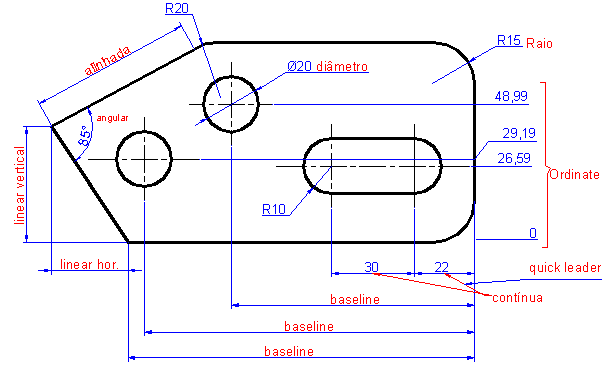 R20
R15 Raio
alinhada
Ø20 diâmetro
48,99
angular
85°
29,19
26,59
Ordinate
linear vertical
R10
0
linear hor.
30
22
quick leader
contínua
baseline
baseline
baseline